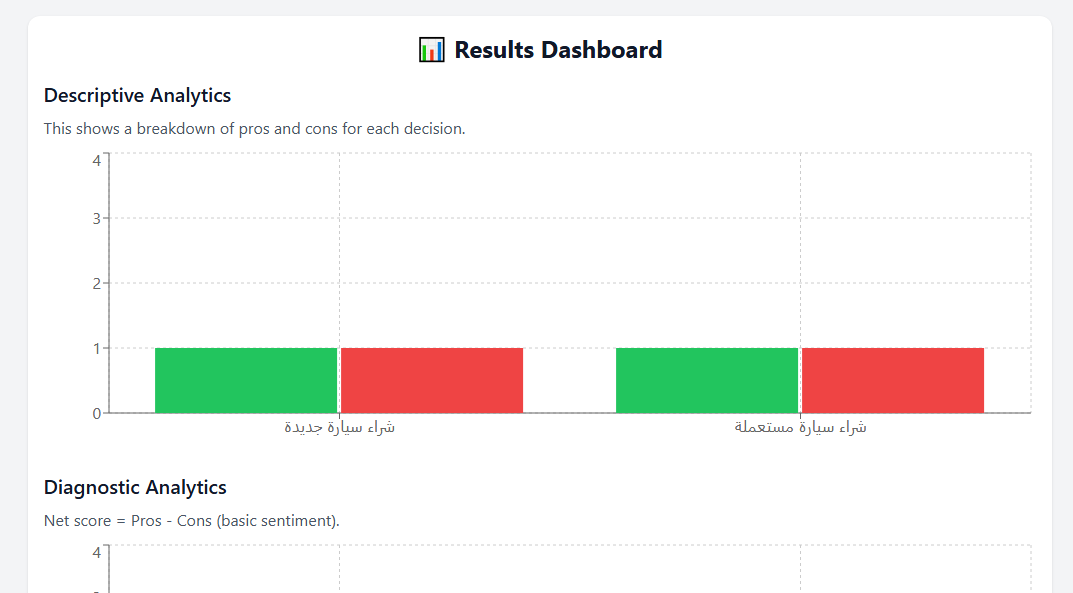 📊 Results Dashboard
Descriptive Analytics
This shows a breakdown of pros and cons for each decision.
4
3
2
1
0
شراء سيارة جديدة
شراء سيارة مستعملة
Diagnostic Analytics
Net score = Pros - Cons (basic sentiment).
4